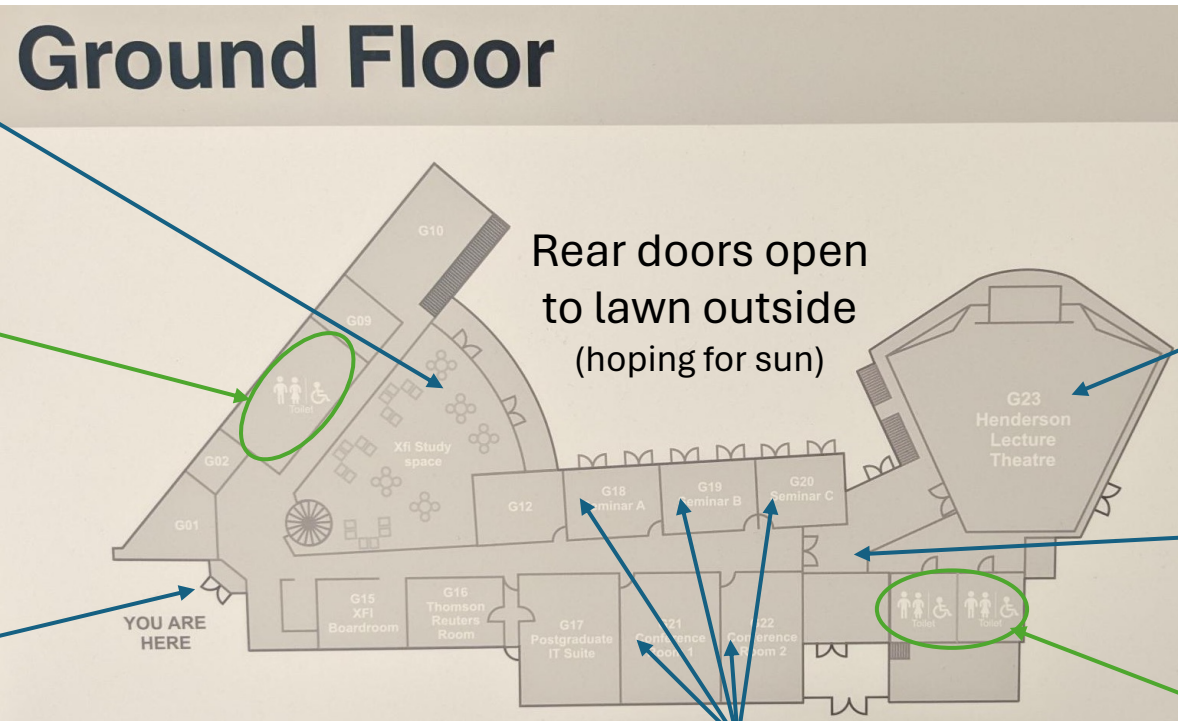 Ground Floor
G10
Rear doors open
to lawn outside
(hoping for sun)
G09
Toilet
G23
Henderson
Lecture
Theatre
Xfi Study
space
G02
G01
G12
G18
Seminar A
G19
Seminar B
G20
Seminar C
YOU ARE
HERE
G15
XFI
Boardroom
G16
Thomson
Reuters
Room
G17
Postgraduate
IT Suite
G21
Conference
Room 1
G22
Conference
Room 2
Toilet
Toilet